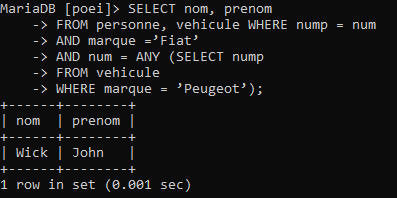 MariaDB [poei]> SELECT nom, prenom
    -> FROM personne, vehicule WHERE nump = num
    -> AND marque =’Fiat’
    -> AND num = ANY (SELECT nump
    -> FROM vehicule
    -> WHERE marque = ’Peugeot’);
+------+--------+
| nom  | prenom |
+------+--------+
| Wick | John   |
+------+--------+
1 row in set (0.001 sec)